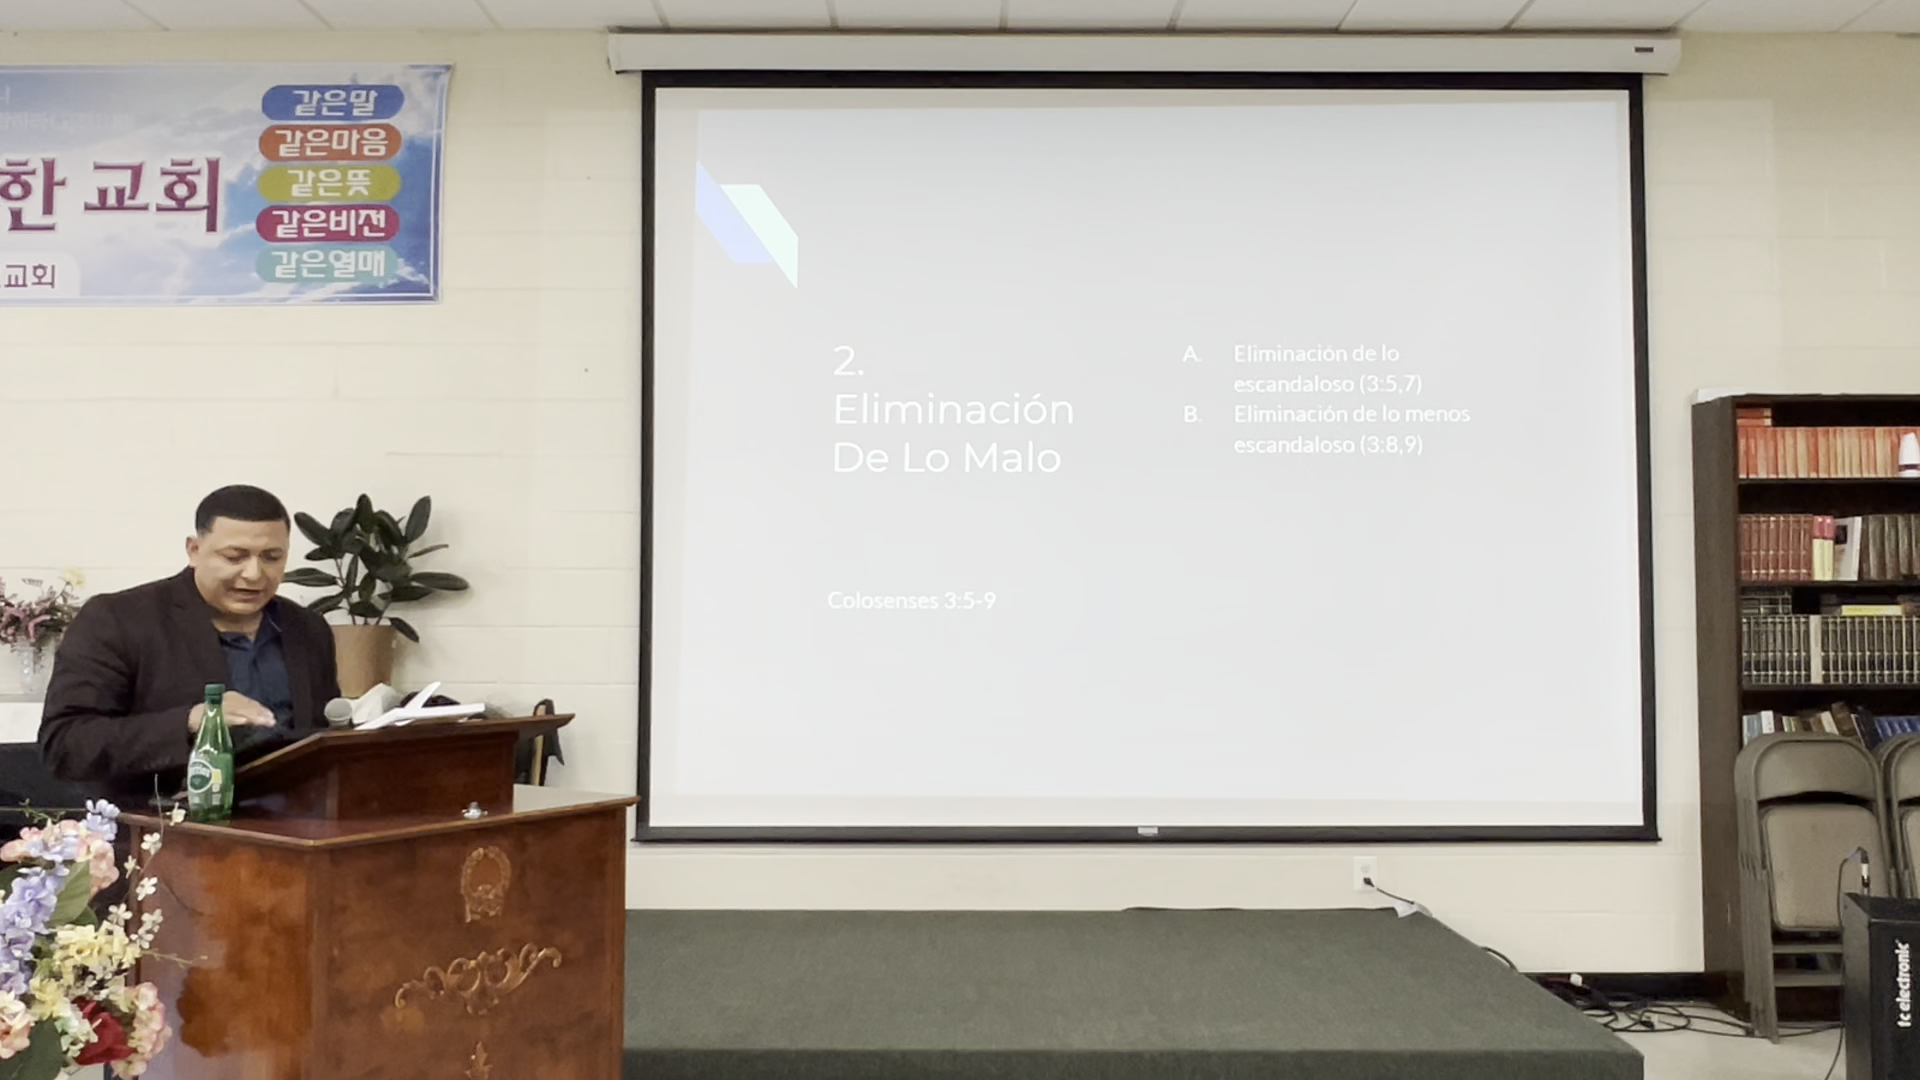 같은말
같은마음
같은뜻
같은비전
같은열매
한 교회
교회
2.
Eliminación
De Lo Malo
Colosenses 3:5-9
A. Eliminación de lo
escandaloso (3:5,7)
B. Eliminación de lo menos
escandaloso (3:8,9)
tc electronic